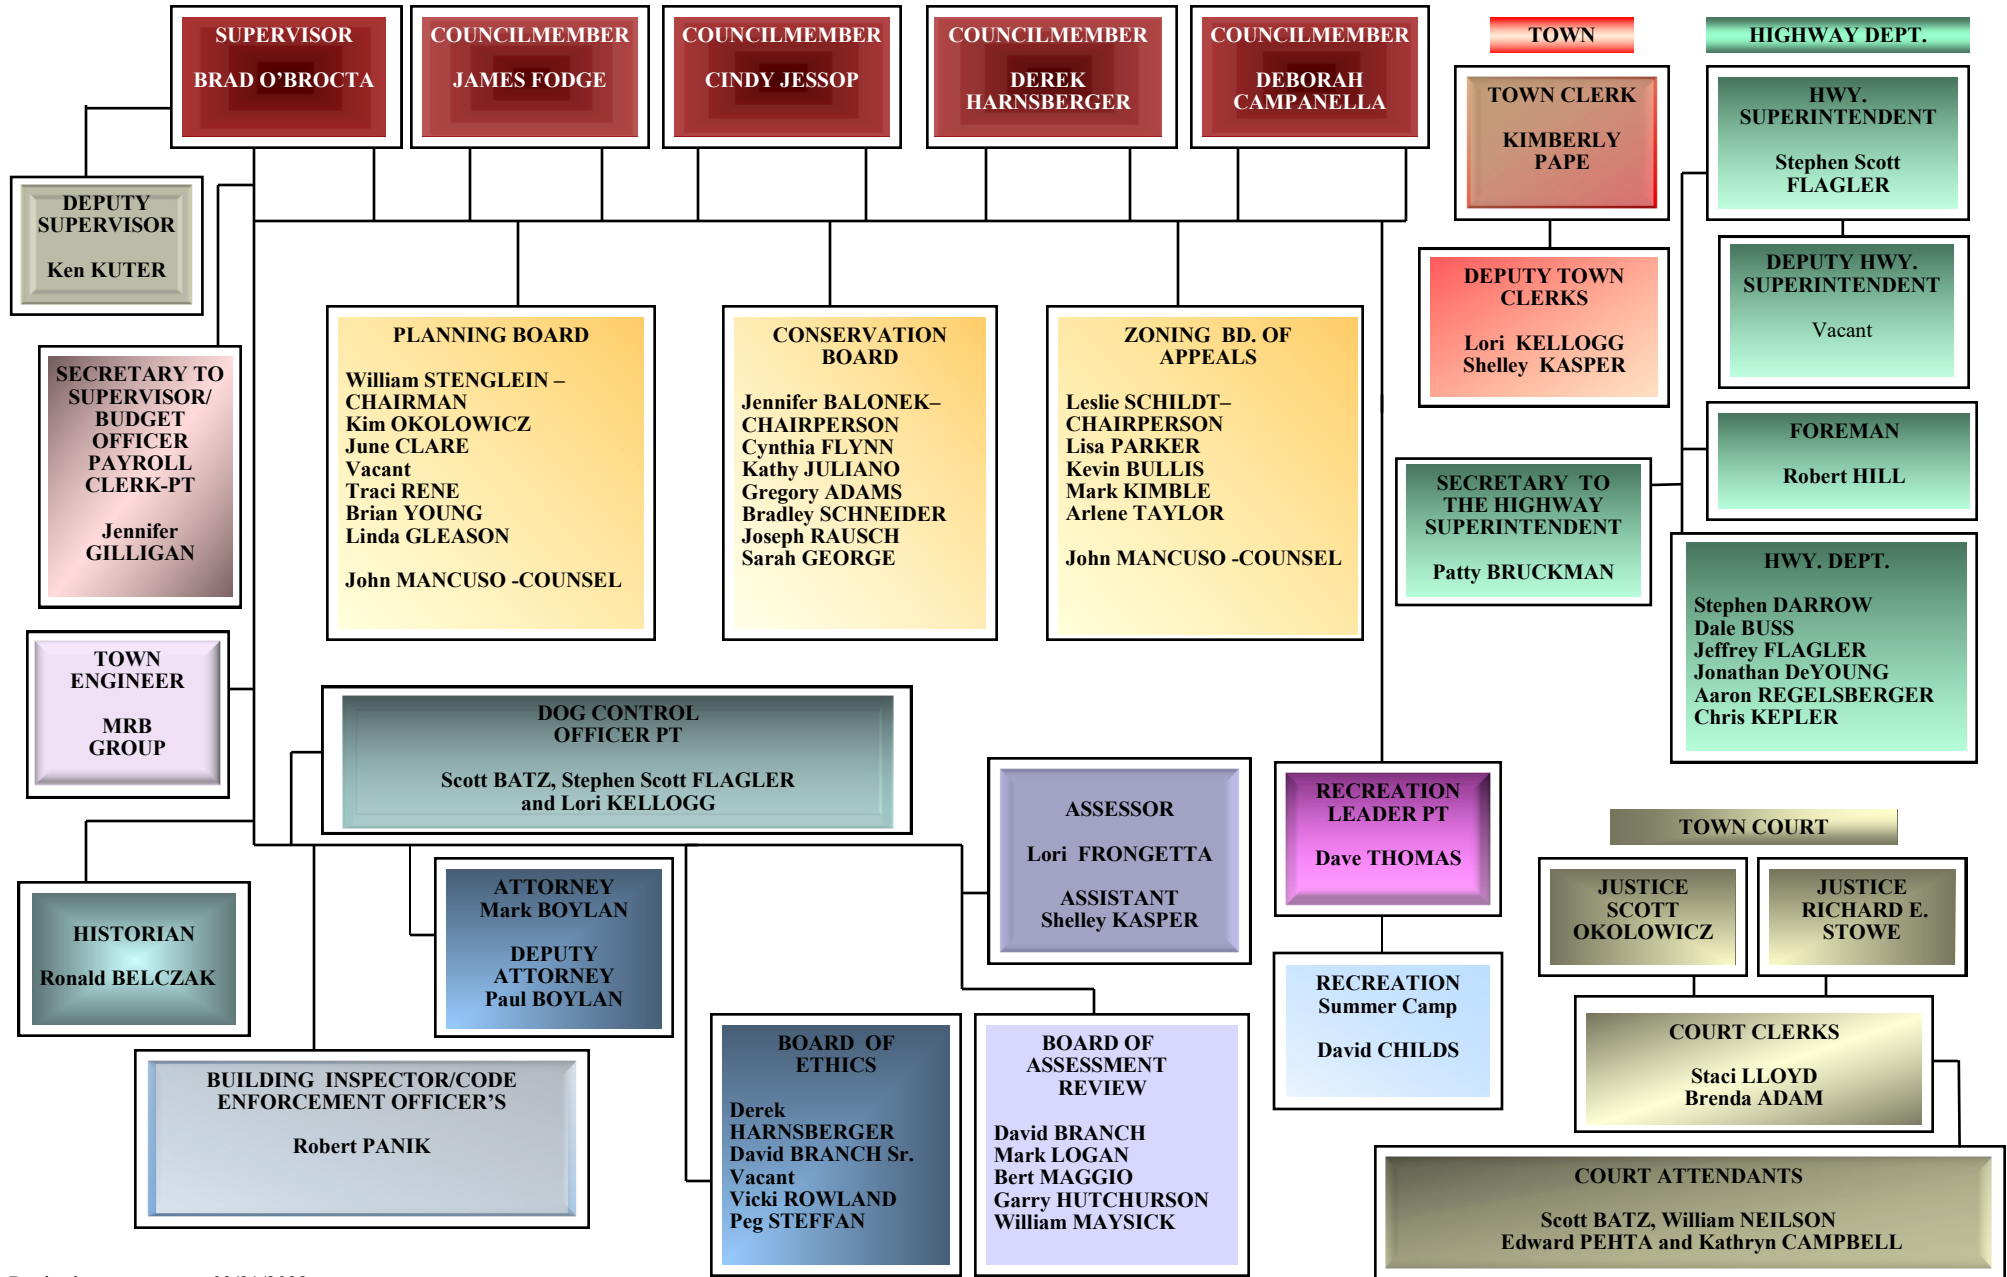 SUPERVISOR
BRAD O’BROCTA
COUNCILMEMBER
JAMES FODGE
COUNCILMEMBER
CINDY JESSOP
COUNCILMEMBER
DEREK
HARNSBERGER
COUNCILMEMBER
DEBORAH
CAMPANELLA
TOWN
HIGHWAY DEPT.
TOWN CLERK
KIMBERLY
PAPE
HWY.
SUPERINTENDENT
Stephen Scott
FLAGLER
DEPUTY
SUPERVISOR
Ken KUTER
DEPUTY TOWN
CLERKS
Lori KELLOGG
Shelley KASPER
DEPUTY HWY.
SUPERINTENDENT
Vacant
SECRETARY TO
SUPERVISOR/
BUDGET
OFFICER
PAYROLL
CLERK-PT
Jennifer
GILLIGAN
PLANNING BOARD
William STENGLEIN –
CHAIRMAN
Kim OKOLOWICZ
June CLARE
Vacant
Traci RENE
Brian YOUNG
Linda GLEASON
John MANCUSO -COUNSEL
CONSERVATION
BOARD
Jennifer BALONEK–
CHAIRPERSON
Cynthia FLYNN
Kathy JULIANO
Gregory ADAMS
Bradley SCHNEIDER
Joseph RAUSCH
Sarah GEORGE
ZONING BD. OF
APPEALS
Leslie SCHILDT–
CHAIRPERSON
Lisa PARKER
Kevin BULLIS
Mark KIMBLE
Arlene TAYLOR
John MANCUSO -COUNSEL
FOREMAN
Robert HILL
SECRETARY TO
THE HIGHWAY
SUPERINTENDENT
Patty BRUCKMAN
HWY. DEPT.
Stephen DARROW
Dale BUSS
Jeffrey FLAGLER
Jonathan DeYOUNG
Aaron REGELSBERGER
Chris KEPLER
TOWN
ENGINEER
MRB
GROUP
DOG CONTROL
OFFICER PT
Scott BATZ, Stephen Scott FLAGLER
and Lori KELLOGG
ASSESSOR
Lori FRONGETTA
ASSISTANT
Shelley KASPER
RECREATION
LEADER PT
Dave THOMAS
TOWN COURT
JUSTICE
SCOTT
OKOLOWICZ
JUSTICE
RICHARD E.
STOWE
HISTORIAN
Ronald BELCZAK
ATTORNEY
Mark BOYLAN
DEPUTY
ATTORNEY
Paul BOYLAN
RECREATION
Summer Camp
David CHILDS
COURT CLERKS
Staci LLOYD
Brenda ADAM
BUILDING INSPECTOR/CODE
ENFORCEMENT OFFICER’S
Robert PANIK
BOARD OF
ETHICS
Derek
HARNSBERGER
David BRANCH Sr.
Vacant
Vicki ROWLAND
Peg STEFFAN
BOARD OF
ASSESSMENT
REVIEW
David BRANCH
Mark LOGAN
Bert MAGGIO
Garry HUTCHURSON
William MAYSICK
COURT ATTENDANTS
Scott BATZ, William NEILSON
Edward PEHTA and Kathryn CAMPBELL